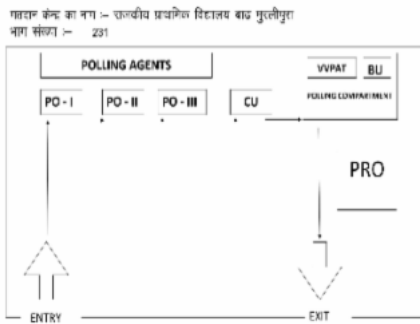 मतदान केन्द्र का नाम :- राजकीय प्राथमिक विद्यालय बाढ़ मुरलीपुरा
भाग संख्या :- 231
POLLING AGENTS
VVPAT BU
POLLING COMPARTMENT
PO - I PO - II PO - III CU
PRO
ENTRY EXIT